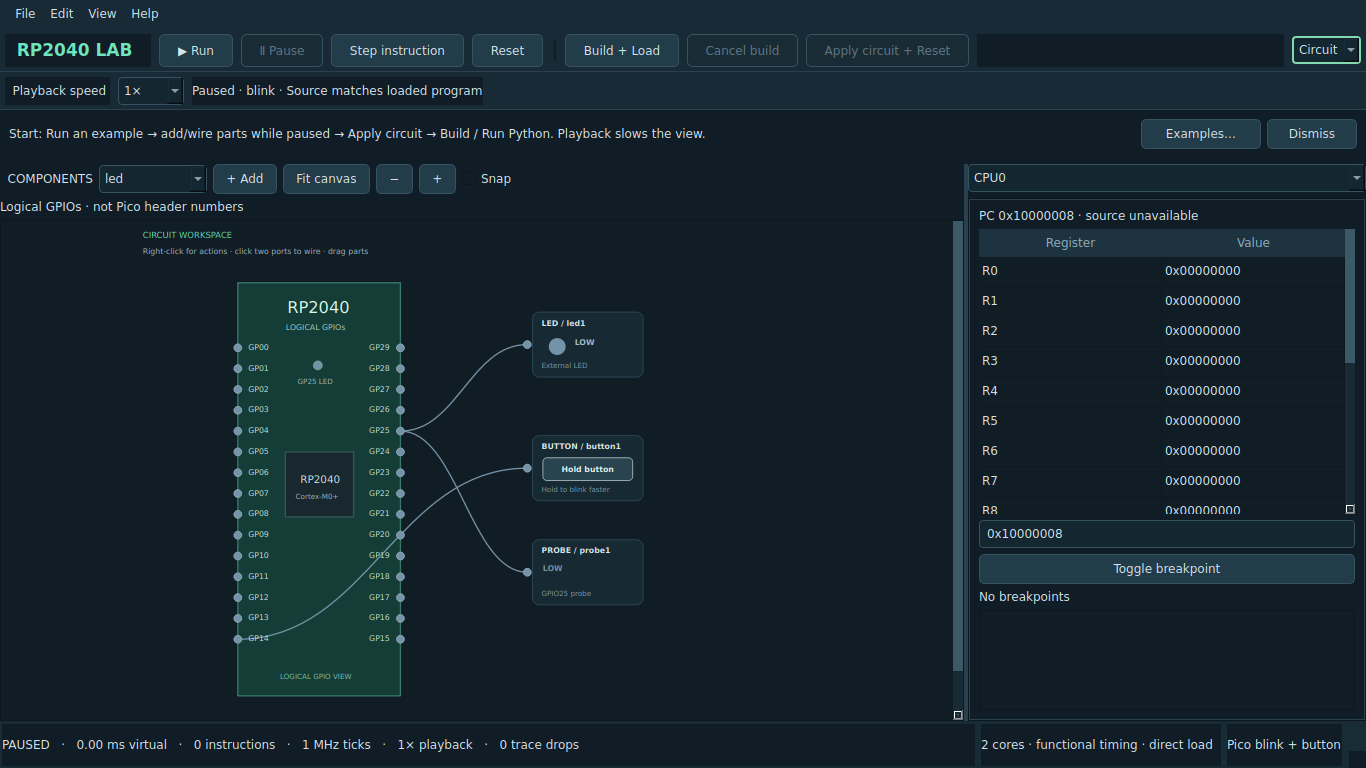 File Edit View Help
RP2040 LAB ▶ Run Ⅱ Pause Step instruction Reset Build + Load Cancel build Apply circuit + Reset Circuit
Playback speed 1× Paused · blink · Source matches loaded program
Start: Run an example → add/wire parts while paused → Apply circuit → Build / Run Python. Playback slows the view. Examples... Dismiss
COMPONENTS led + Add Fit canvas − + Snap
Logical GPIOs · not Pico header numbers
CIRCUIT WORKSPACE
Right-click for actions · click two ports to wire · drag parts
RP2040
LOGICAL GPIOs
GP00 GP29
GP01 GP28
GP25 LED
GP02 GP27
GP03 GP26
GP04 GP25
GP05 GP24
GP06 GP23
GP07 GP22
GP08 GP21
GP09 GP20
GP10 GP19
GP11 GP18
GP12 GP17
GP13 GP16
GP14 GP15
RP2040
Cortex-M0+
LOGICAL GPIO VIEW
LED / led1
LOW
External LED
BUTTON / button1
Hold button
Hold to blink faster
PROBE / probe1
LOW
GPIO25 probe
CPU0
PC 0x10000008 · source unavailable
Register Value
R0 0x00000000
R1 0x00000000
R2 0x00000000
R3 0x00000000
R4 0x00000000
R5 0x00000000
R6 0x00000000
R7 0x00000000
R8 0x00000000
0x10000008
Toggle breakpoint
No breakpoints
PAUSED · 0.00 ms virtual · 0 instructions · 1 MHz ticks · 1× playback · 0 trace drops 2 cores · functional timing · direct load Pico blink + button